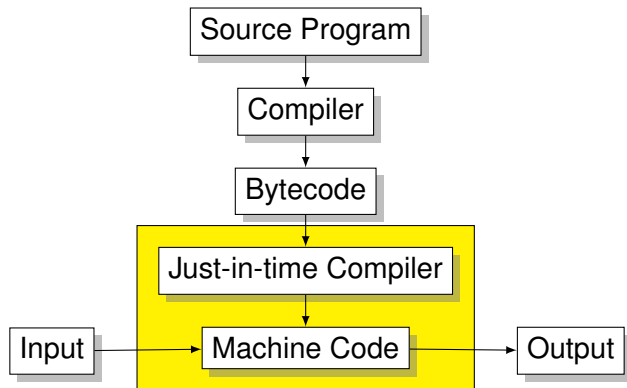 Source Program
Compiler
Bytecode
Just-in-time Compiler
Input
Machine Code
Output